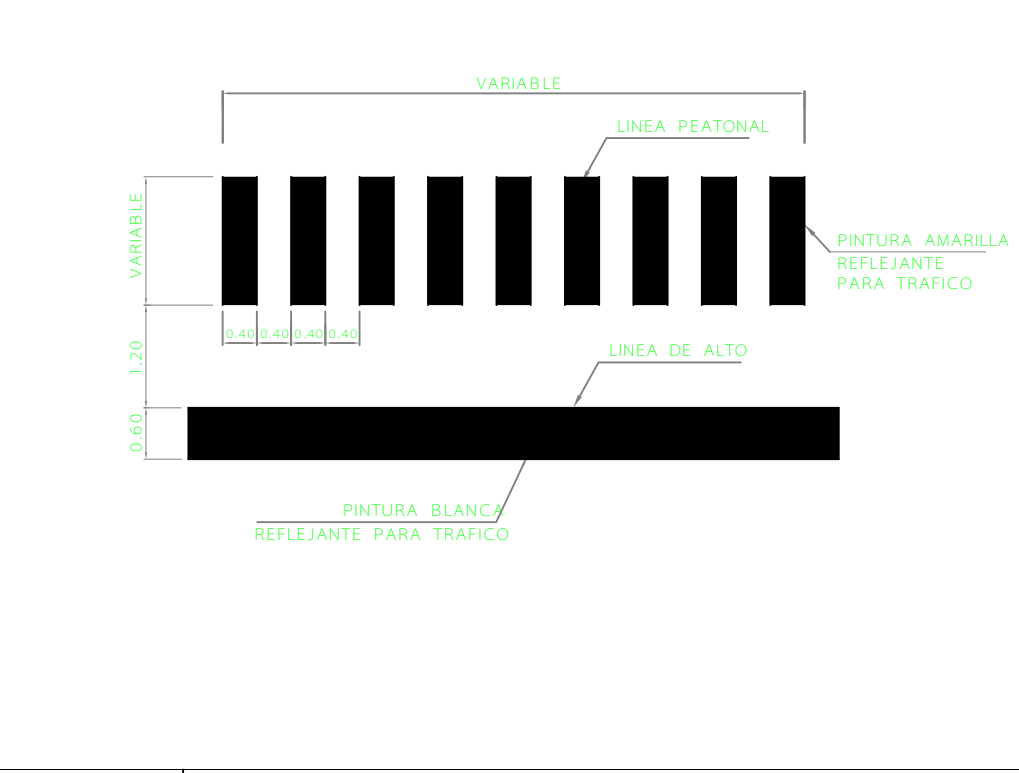 VARIABLE
LINEA PEATONAL
VARIABLE
PINTURA AMARILLA
REFLEJANTE
PARA TRAFICO
0.40 0.40 0.40 0.40
1.20
LINEA DE ALTO
0.60
PINTURA BLANCA
REFLEJANTE PARA TRAFICO